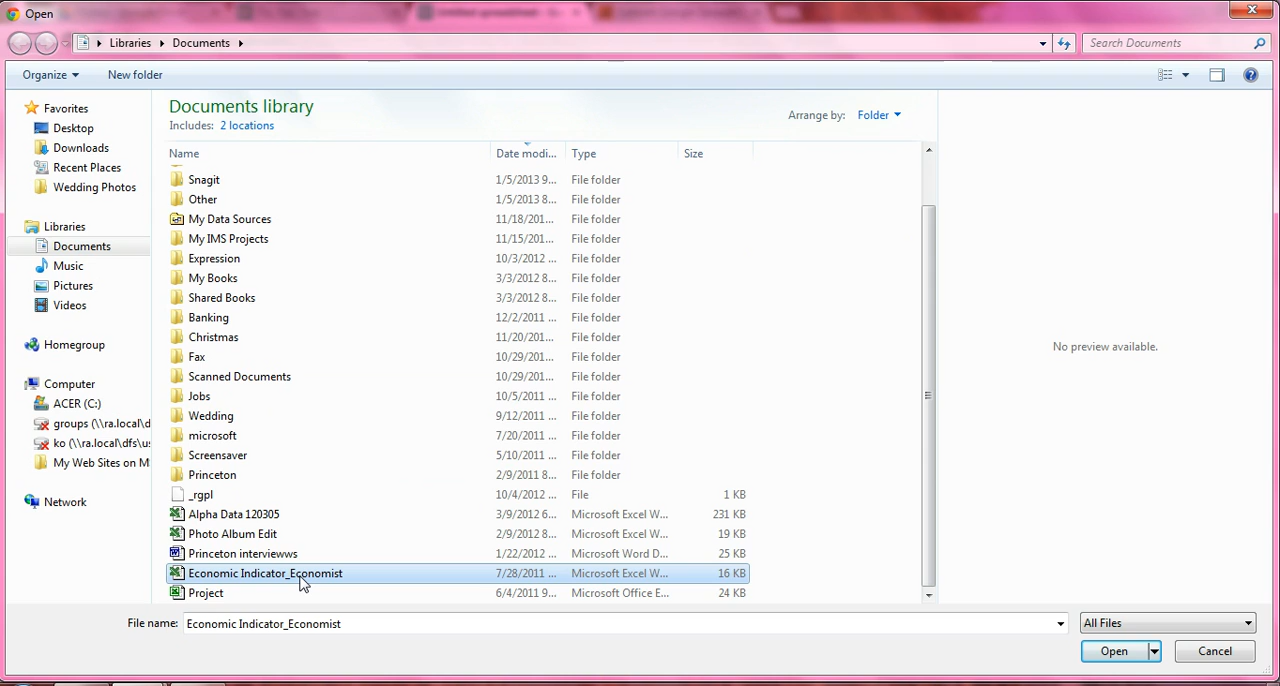 Open
Libraries Documents
Search Documents
Organize New folder
Documents library
Includes: 2 locations
Arrange by: Folder
Name Date modi... Type Size
Favorites
Desktop
Downloads
Recent Places
Wedding Photos
Libraries
Documents
Music
Pictures
Videos
Homegroup
Computer
ACER (C:)
groups (\\ra.local\d
ko (\\ra.local\dfs\us
My Web Sites on M
Network
Snagit 1/5/2013 9... File folder
Other 1/5/2013 8... File folder
My Data Sources 11/18/201... File folder
My IMS Projects 11/15/201... File folder
Expression 10/3/2012 ... File folder
My Books 3/3/2012 8... File folder
Shared Books 3/3/2012 8... File folder
Banking 12/2/2011 ... File folder
Christmas 11/20/201... File folder
Fax 10/29/201... File folder
Scanned Documents 10/29/201... File folder
Jobs 10/5/2011 ... File folder
Wedding 9/12/2011 ... File folder
microsoft 7/20/2011 ... File folder
Screensaver 5/10/2011 ... File folder
Princeton 2/9/2011 8... File folder
_rgpl 10/4/2012 ... File 1 KB
Alpha Data 120305 3/9/2012 6... Microsoft Excel W... 231 KB
Photo Album Edit 2/9/2012 8... Microsoft Excel W... 19 KB
Princeton interviewws 1/22/2012 ... Microsoft Word D... 25 KB
Economic Indicator_Economist 7/28/2011 ... Microsoft Excel W... 16 KB
Project 6/4/2011 9... Microsoft Office E... 24 KB
No preview available.
File name: Economic Indicator_Economist
All Files
Open
Cancel